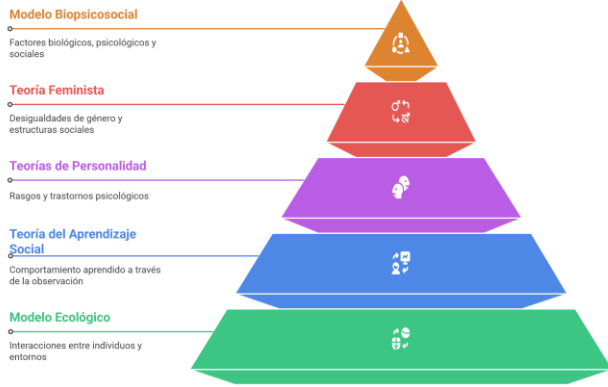 Modelo Biopsicosocial
Factores biológicos, psicológicos y
sociales
Teoría Feminista
Desigualdades de género y
estructuras sociales
Teorías de Personalidad
Rasgos y trastornos psicológicos
Teoría del Aprendizaje
Social
Comportamiento aprendido a través
de la observación
Modelo Ecológico
Interacciones entre individuos y
entornos